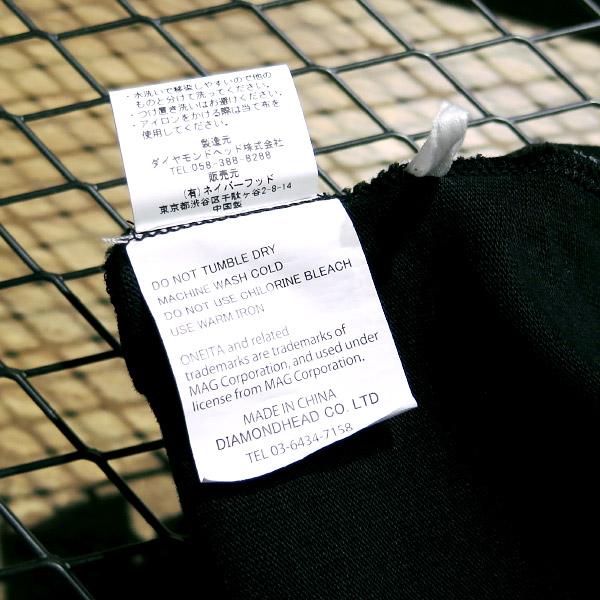 ・水洗いで移染しやすいので他の
ものと分けて洗ってください。
・つけ置き洗いはお避けください。
・アイロンをかける際は当て布を
使用してください。
製造元
ダイヤモンドヘッド株式会社
TEL 058-388-8288
販売元
(有)ネイバーフッド
東京都渋谷区千駄ヶ谷2-8-14
中国製
DO NOT TUMBLE DRY
MACHINE WASH COLD
DO NOT USE CHLORINE BLEACH
USE WARM IRON
ONEITA and related
trademarks are trademarks of
MAG Corporation, and used under
license from MAG Corporation.
MADE IN CHINA
DIAMONDHEAD CO. LTD
TEL 03-6434-7158